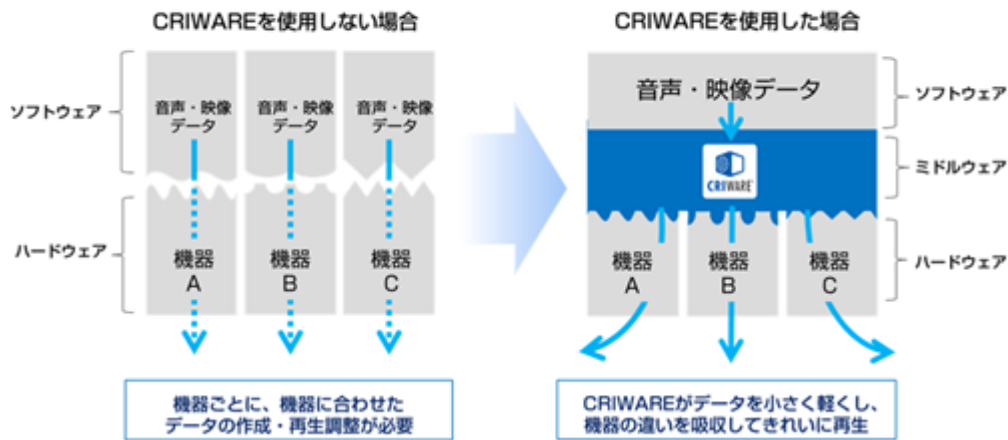 CRIWAREを使用しない場合
ソフトウェア
音声・映像
データ
音声・映像
データ
音声・映像
データ
ハードウェア
機器
A
機器
B
機器
C
機器ごとに、機器に合わせた
データの作成・再生調整が必要
CRIWAREを使用した場合
音声・映像データ
ソフトウェア
CRIWARE
ミドルウェア
機器
A
機器
B
機器
C
ハードウェア
CRIWAREがデータを小さく軽くし、
機器の違いを吸収してきれいに再生